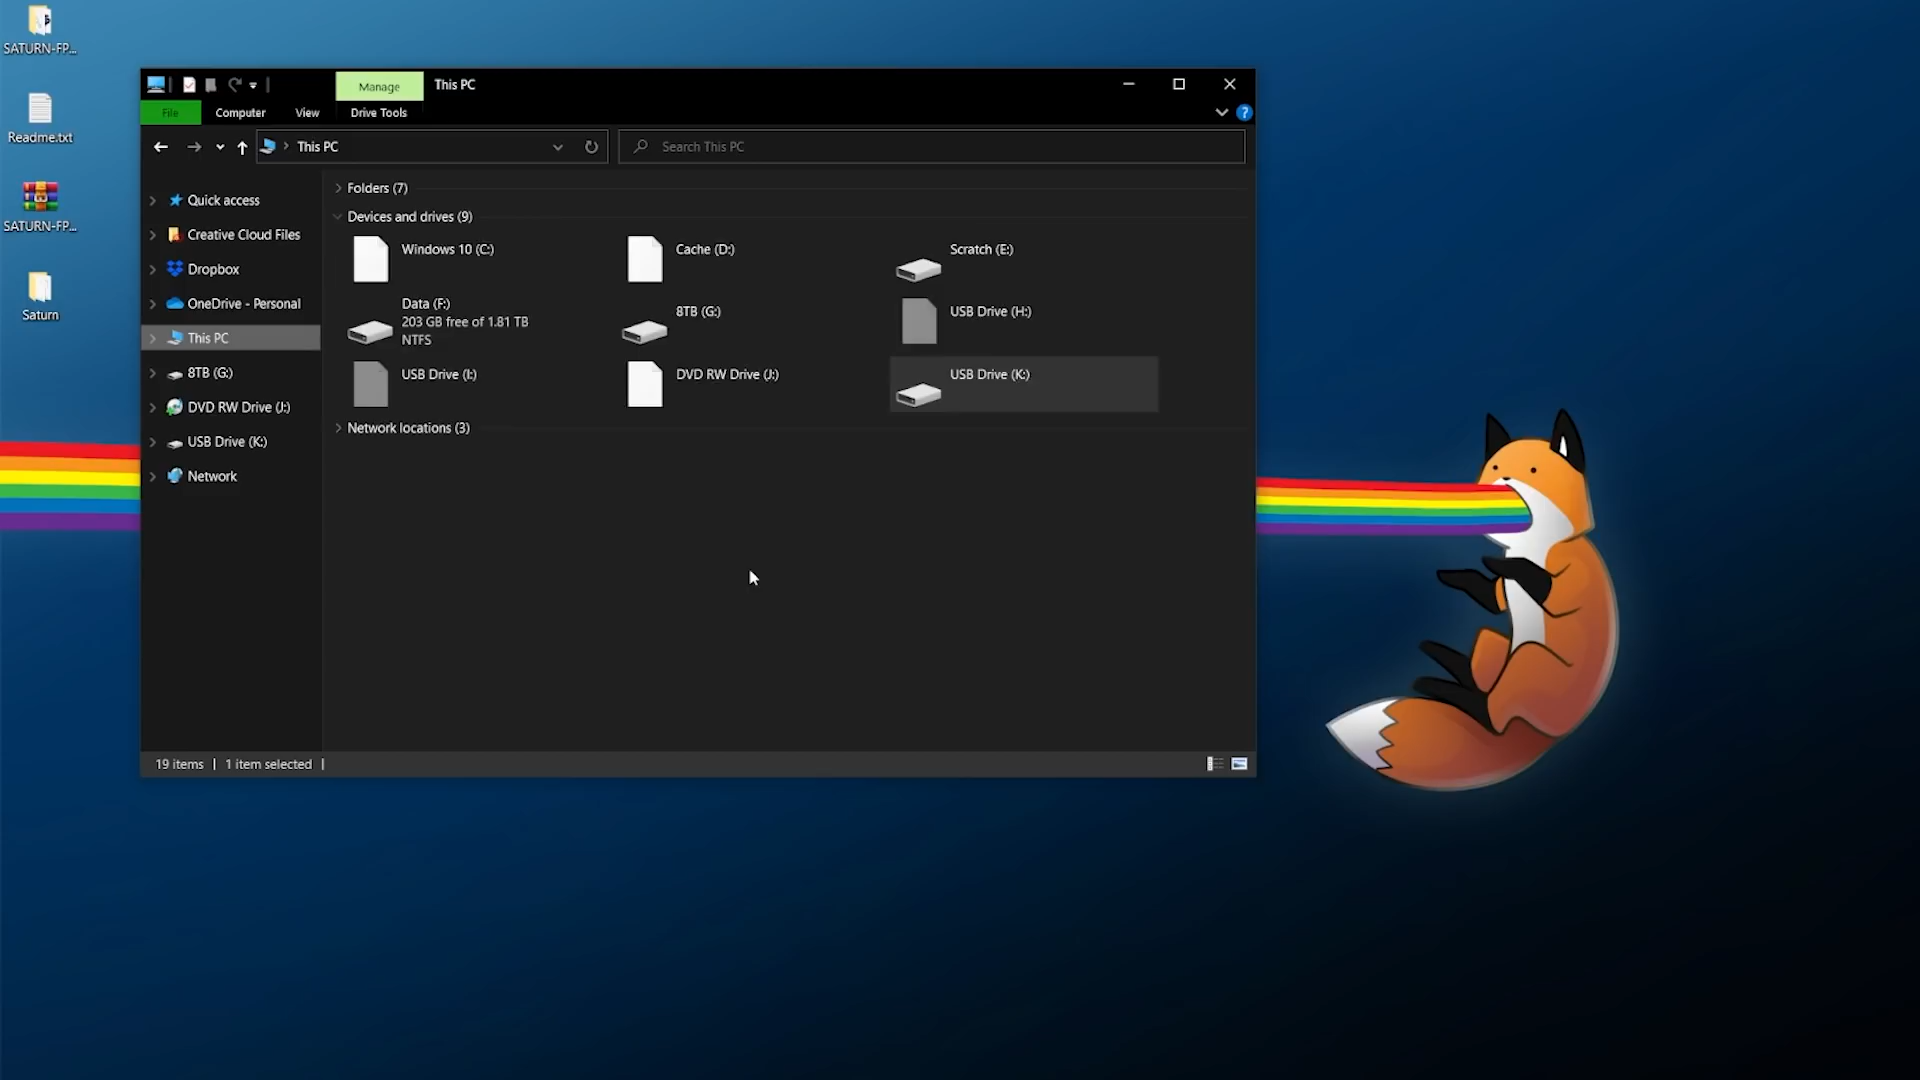 SATURN-FP...
Readme.txt
SATURN-FP...
Saturn
Manage
This PC
File
Computer
View
Drive Tools
?
This PC
Search This PC
Quick access
Creative Cloud Files
Dropbox
OneDrive - Personal
This PC
8TB (G:)
DVD RW Drive (J:)
USB Drive (K:)
Network
Folders (7)
Devices and drives (9)
Windows 10 (C:)
Cache (D:)
Scratch (E:)
Data (F:)
203 GB free of 1.81 TB
NTFS
8TB (G:)
USB Drive (H:)
USB Drive (I:)
DVD RW Drive (J:)
USB Drive (K:)
Network locations (3)
19 items
1 item selected